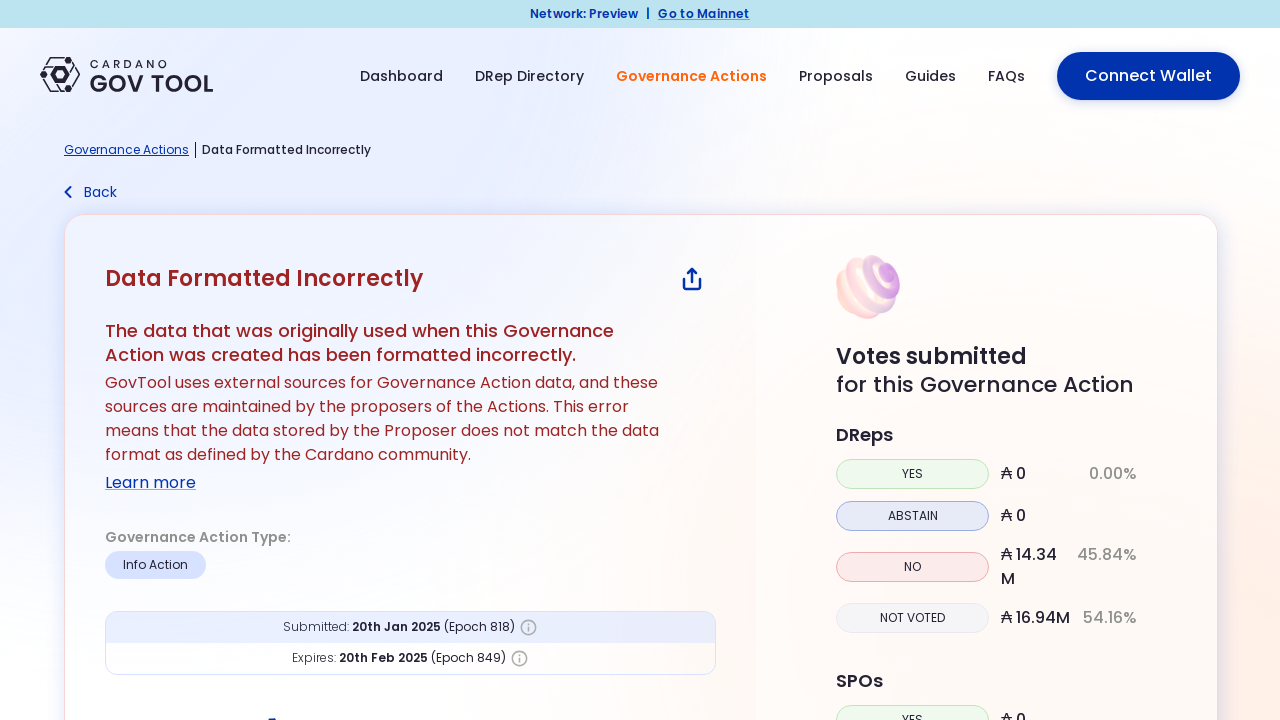 Network: Preview | Go to Mainnet
CARDANO
GOV TOOL
Dashboard DRep Directory Governance Actions Proposals Guides FAQs Connect Wallet
Governance Actions | Data Formatted Incorrectly
Back
Data Formatted Incorrectly
The data that was originally used when this Governance
Action was created has been formatted incorrectly.
GovTool uses external sources for Governance Action data, and these
sources are maintained by the proposers of the Actions. This error
means that the data stored by the Proposer does not match the data
format as defined by the Cardano community.
Learn more
Governance Action Type:
Info Action
Submitted: 20th Jan 2025 (Epoch 818)
Expires: 20th Feb 2025 (Epoch 849)
Votes submitted
for this Governance Action
DReps
YES ₳ 0 0.00%
ABSTAIN ₳ 0
NO ₳ 14.34 45.84%
M
NOT VOTED ₳ 16.94M 54.16%
SPOs
YES ₳ 0